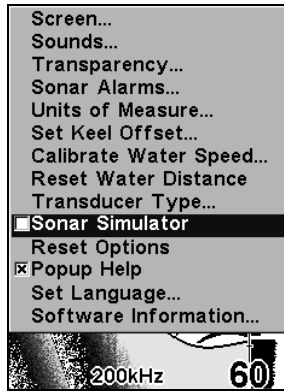 Screen...
Sounds...
Transparency...
Sonar Alarms...
Units of Measure...
Set Keel Offset...
Calibrate Water Speed...
Reset Water Distance
Transducer Type...
Sonar Simulator
Reset Options
Popup Help
Set Language...
Software Information...
200kHz 60